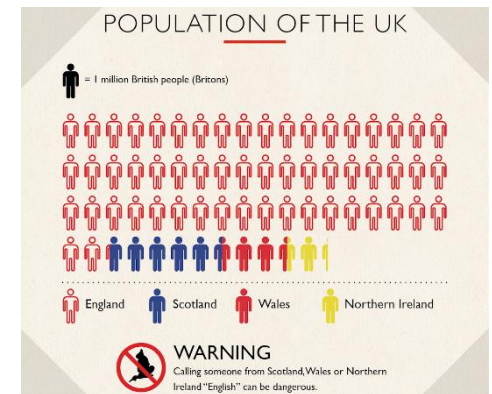 POPULATION OF THE UK
= 1 million British people (Britons)
England Scotland Wales Northern Ireland
WARNING
Calling someone from Scotland, Wales or Northern
Ireland "English" can be dangerous.